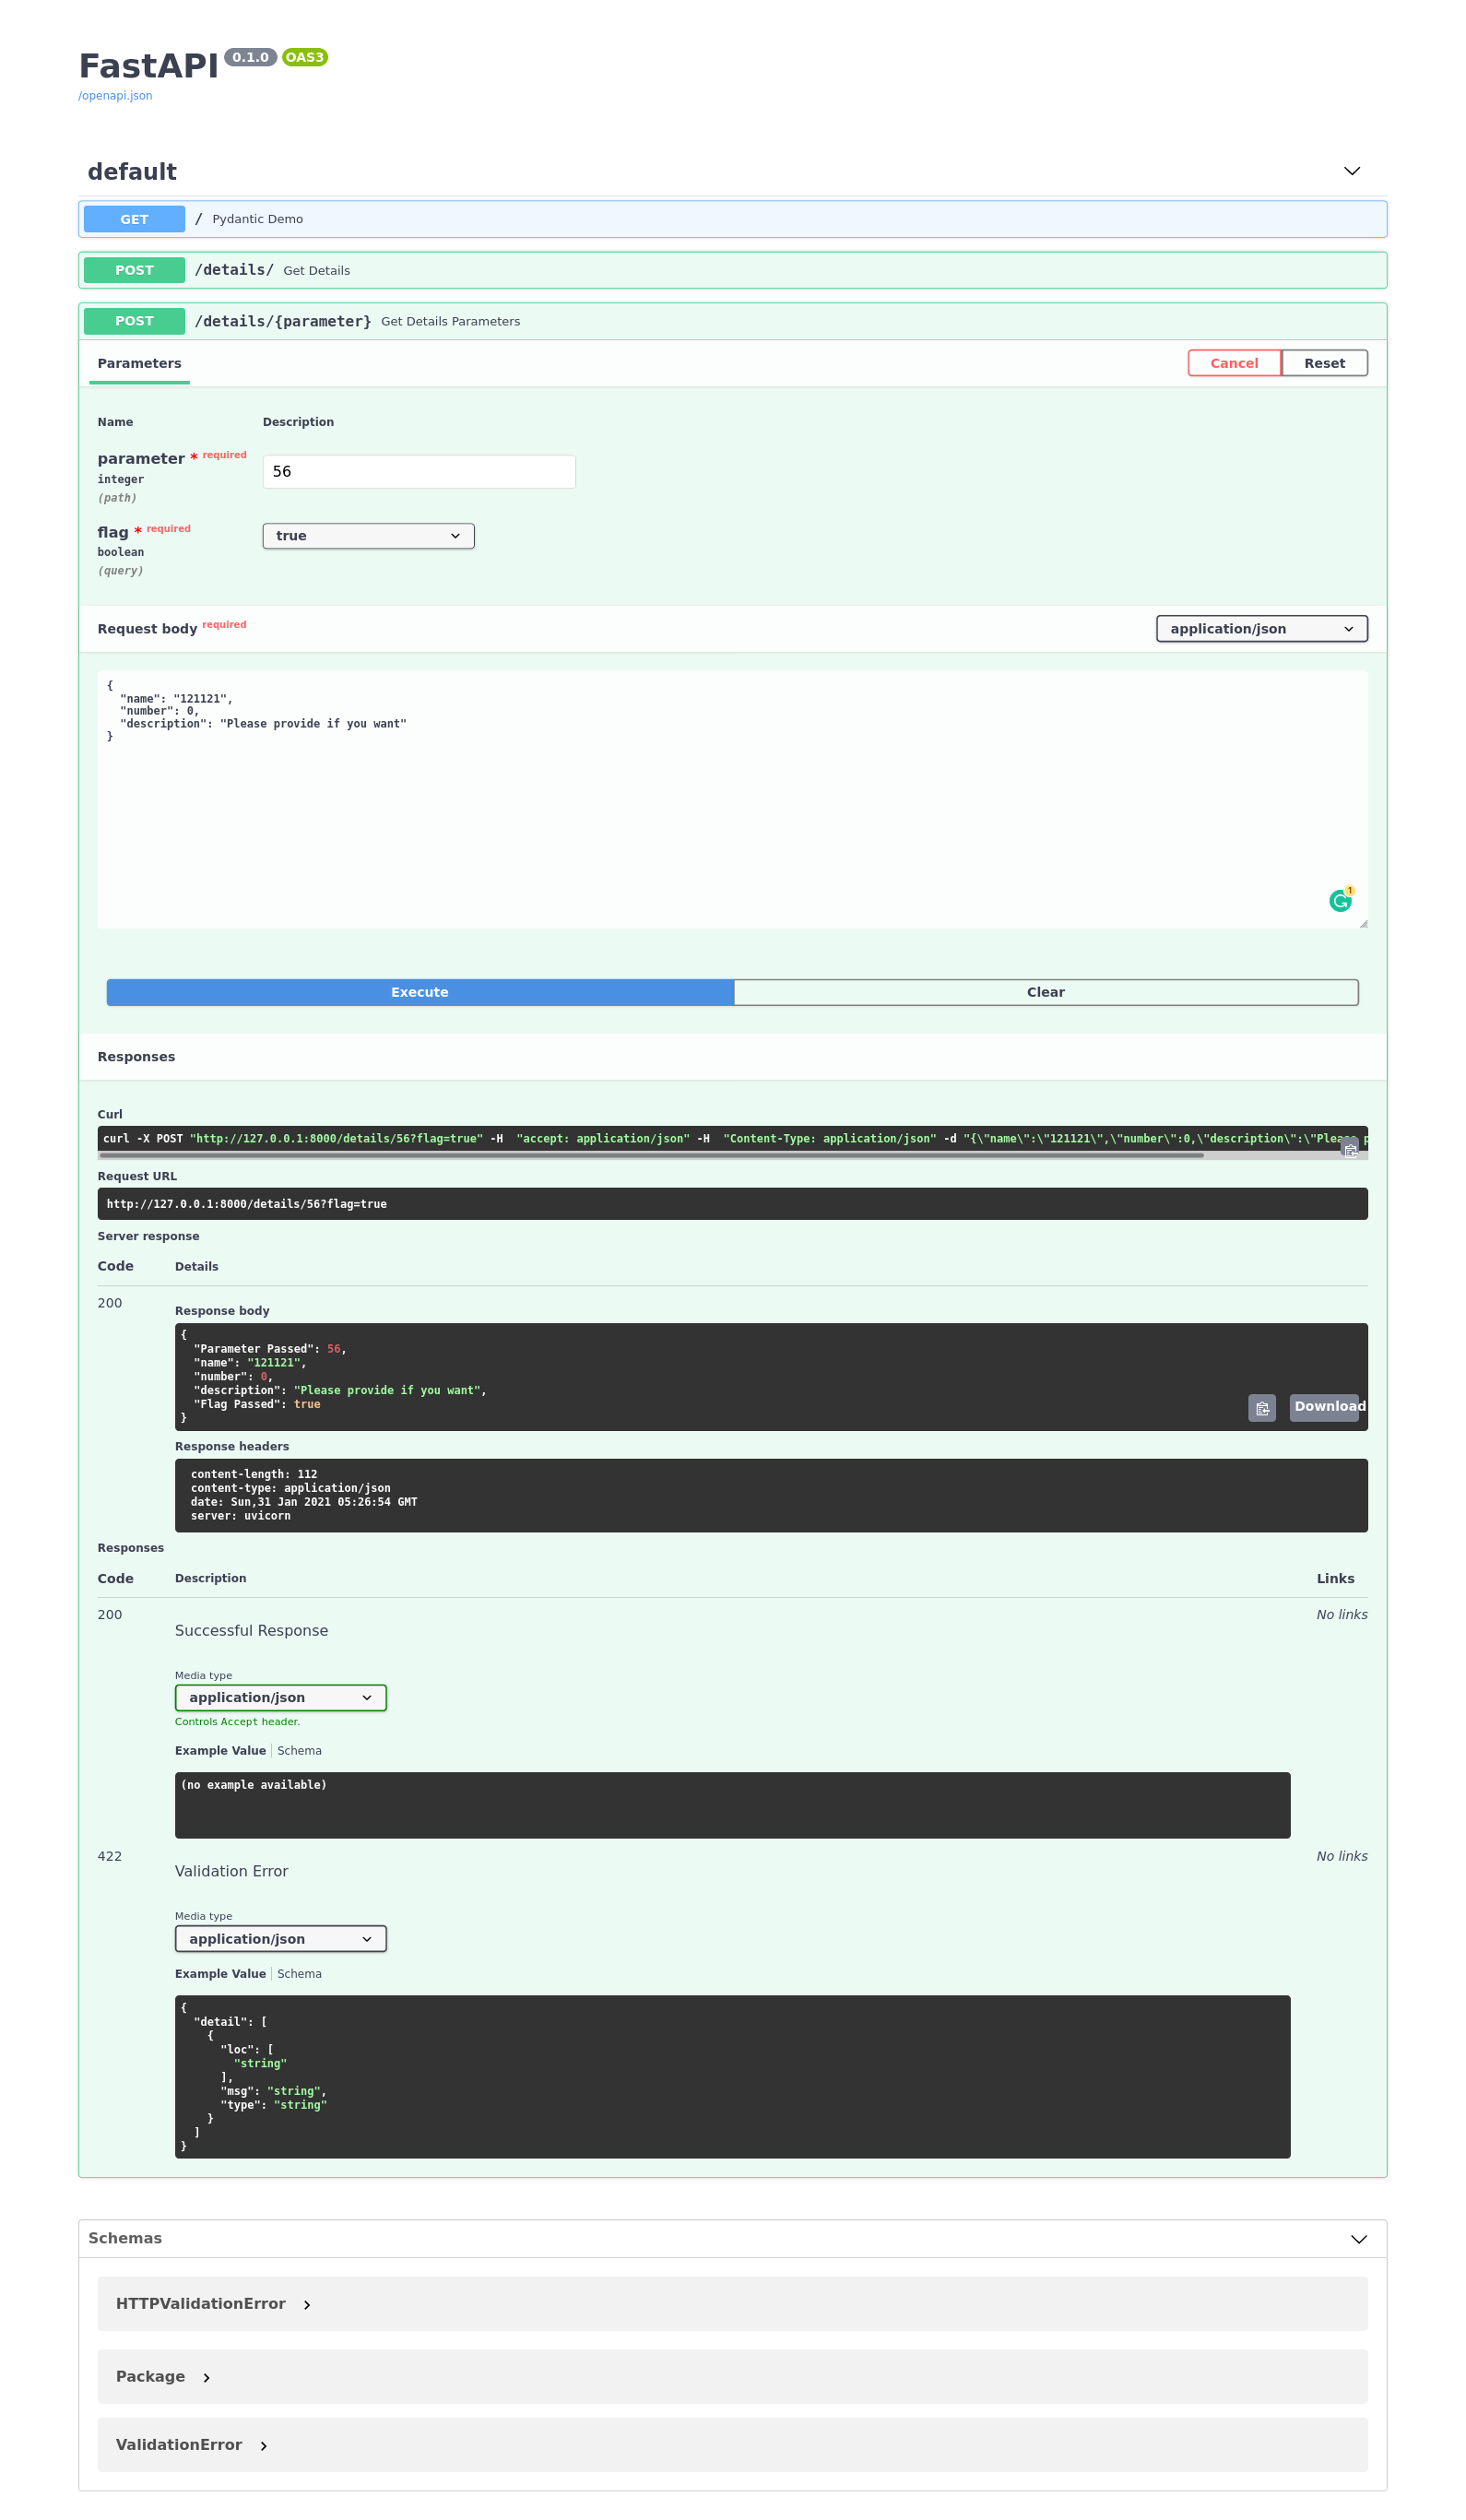 FastAPI 0.1.0 OAS3
/openapi.json
default
GET / Pydantic Demo
POST /details/ Get Details
POST /details/{parameter} Get Details Parameters
Parameters Cancel Reset
Name Description
parameter * required 56
integer
(path)
flag * required true
boolean
(query)
Request body required application/json
{
  "name": "121121",
  "number": 0,
  "description": "Please provide if you want"
}
1
Execute Clear
Responses
Curl
curl -X POST "http://127.0.0.1:8000/details/56?flag=true" -H  "accept: application/json" -H  "Content-Type: application/json" -d "{\"name\":\"121121\",\"number\":0,\"description\":\"Please p
Request URL
http://127.0.0.1:8000/details/56?flag=true
Server response
Code Details
200
Response body
{
  "Parameter Passed": 56,
  "name": "121121",
  "number": 0,
  "description": "Please provide if you want",
  "Flag Passed": true
}
Download
Response headers
content-length: 112
content-type: application/json
date: Sun,31 Jan 2021 05:26:54 GMT
server: uvicorn
Responses
Code Description Links
200 No links
Successful Response
Media type
application/json
Controls Accept header.
Example Value Schema
(no example available)
422 No links
Validation Error
Media type
application/json
Example Value Schema
{
  "detail": [
    {
      "loc": [
        "string"
      ],
      "msg": "string",
      "type": "string"
    }
  ]
}
Schemas
HTTPValidationError
Package
ValidationError